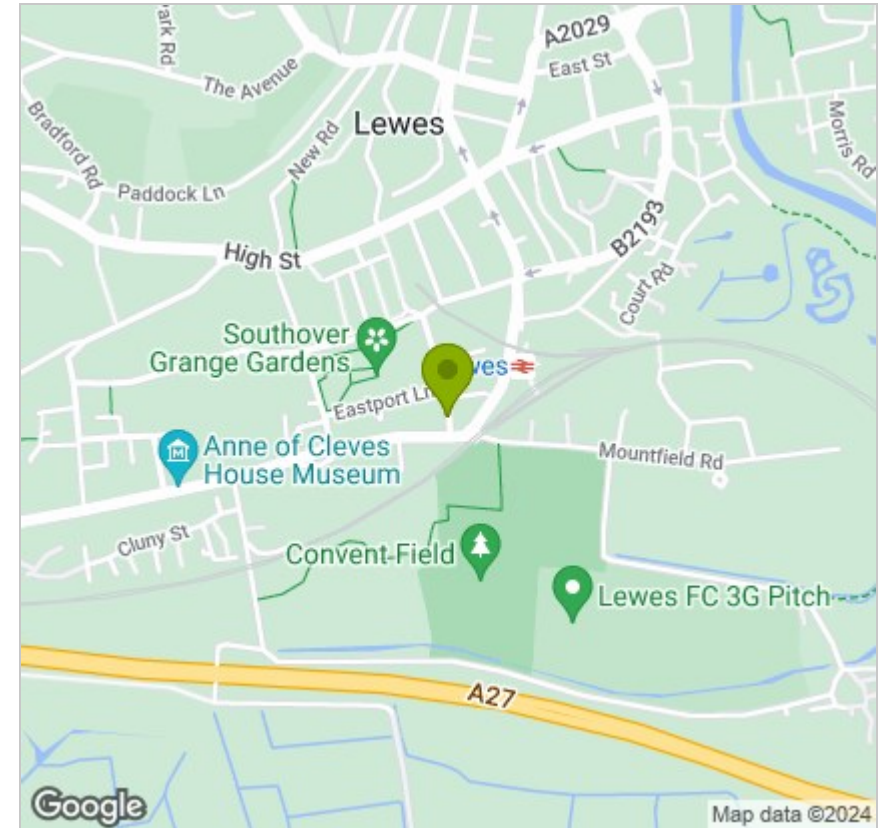 Park Rd
A2029
East St
The Avenue
Lewes
Bradford Rd
New Rd
Morris Rd
Paddock Ln
High St
B2193
Court Rd
Southover
Grange Gardens
wes
Eastport Ln
Anne of Cleves
House Museum
Mountfield Rd
Cluny St
Convent Field
Lewes FC 3G Pitch
A27
Google
Map data ©2024